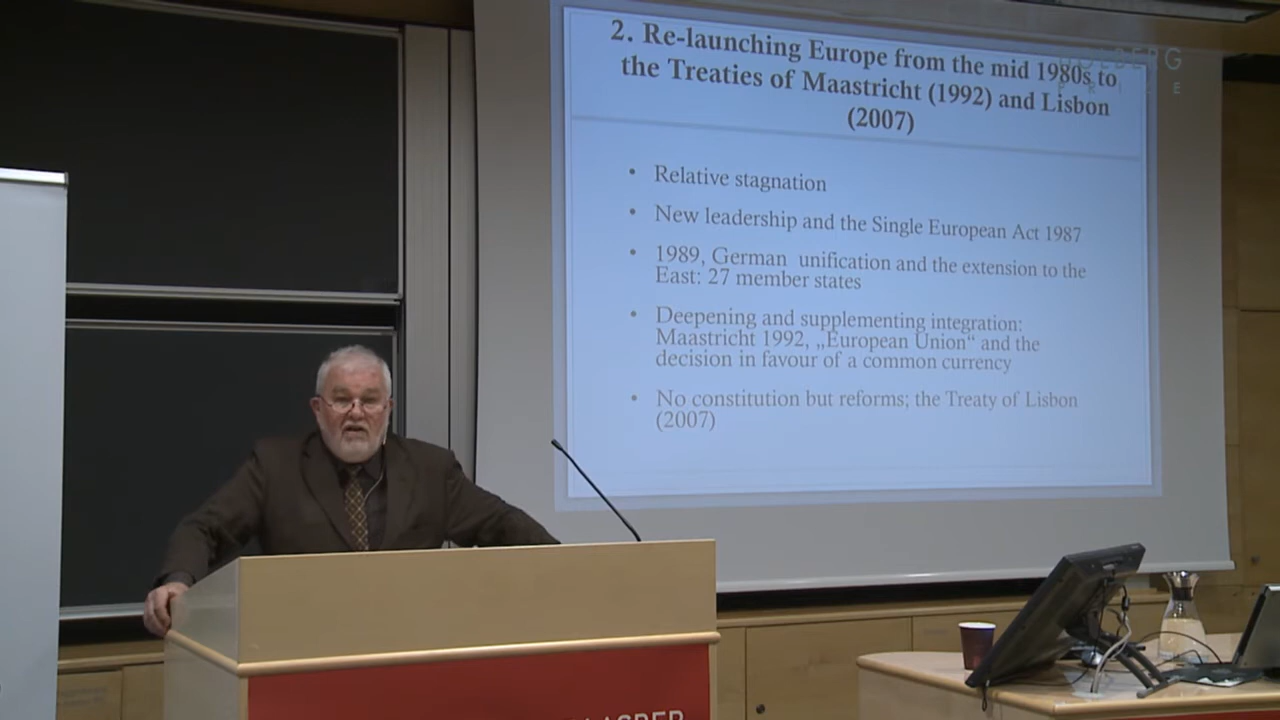 2. Re-launching Europe from the mid 1980s to
the Treaties of Maastricht (1992) and Lisbon
(2007)
• Relative stagnation
• New leadership and the Single European Act 1987
• 1989, German unification and the extension to the
East: 27 member states
• Deepening and supplementing integration:
Maastricht 1992, „European Union“ and the
decision in favour of a common currency
• No constitution but reforms; the Treaty of Lisbon
(2007)
HOLBERG
PRIZE